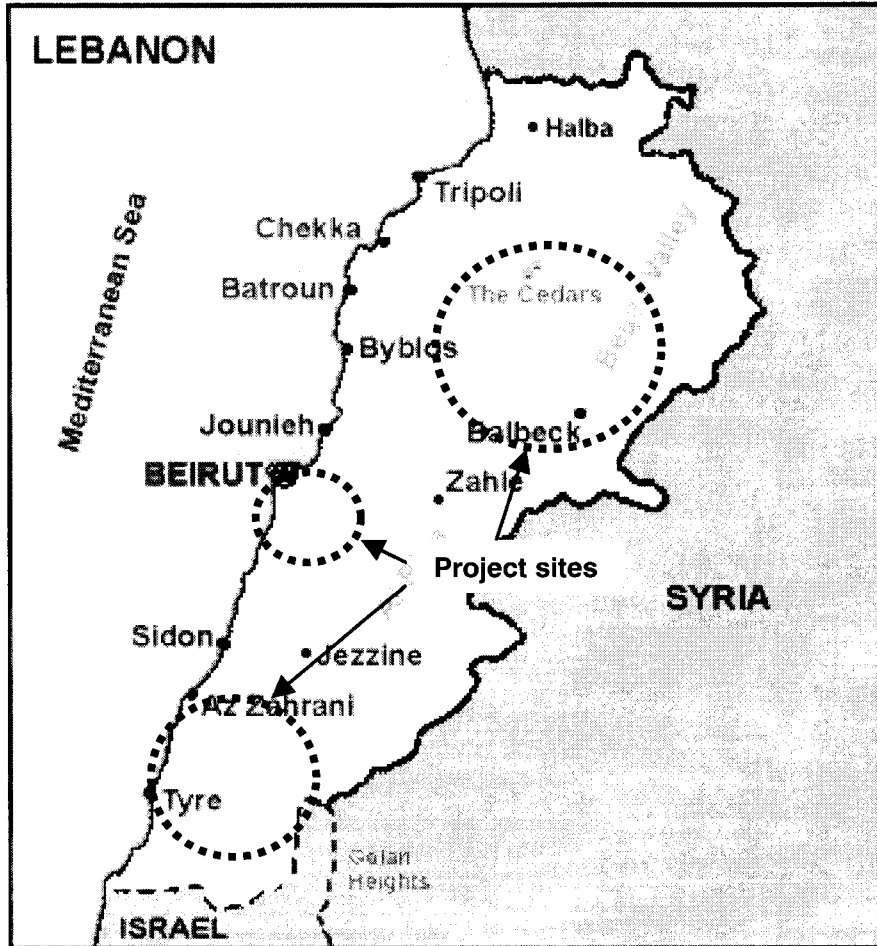 LEBANON
Halba
Tripoli
Mediterranean Sea
Chekka
Valley
The Cedars
Batroun
Byblos
Jounieh
Balbeck
BEIRUT
Zahle
Project sites
SYRIA
Sidon
Jezzine
Az Zahrani
Tyre
Golan
Heights
ISRAEL